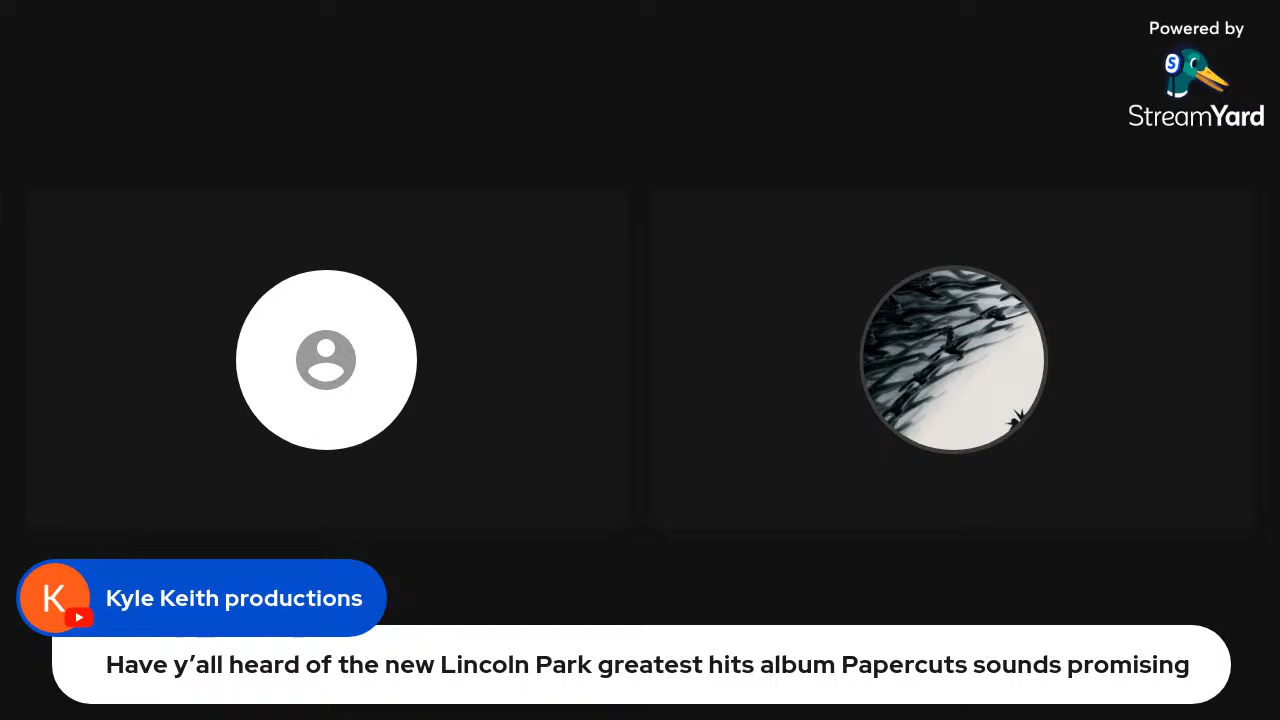 Powered by
S
StreamYard
K
Kyle Keith productions
Have y’all heard of the new Lincoln Park greatest hits album Papercuts sounds promising